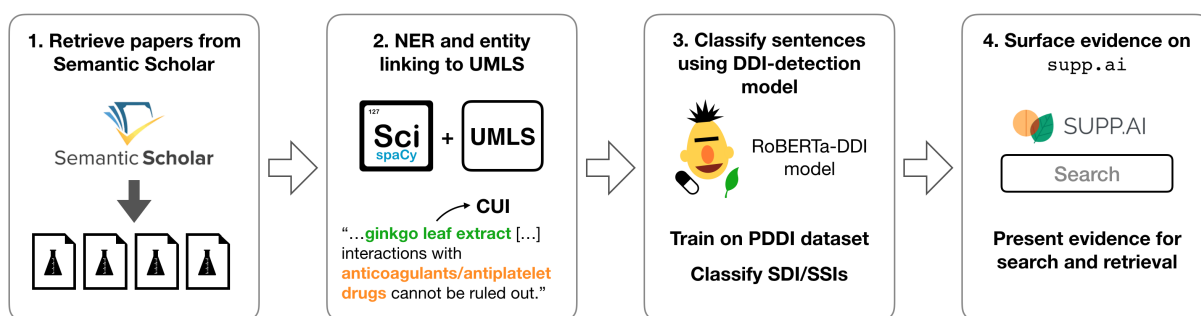 1. Retrieve papers from
Semantic Scholar
Semantic Scholar
2. NER and entity
linking to UMLS
127
Sci
spaCy
+
UMLS
CUI
“...ginkgo leaf extract [...]
interactions with
anticoagulants/antiplatelet
drugs cannot be ruled out.”
3. Classify sentences
using DDI-detection
model
RoBERTa-DDI
model
Train on PDDI dataset
Classify SDI/SSIs
4. Surface evidence on
supp.ai
SUPP.AI
Search
Present evidence for
search and retrieval